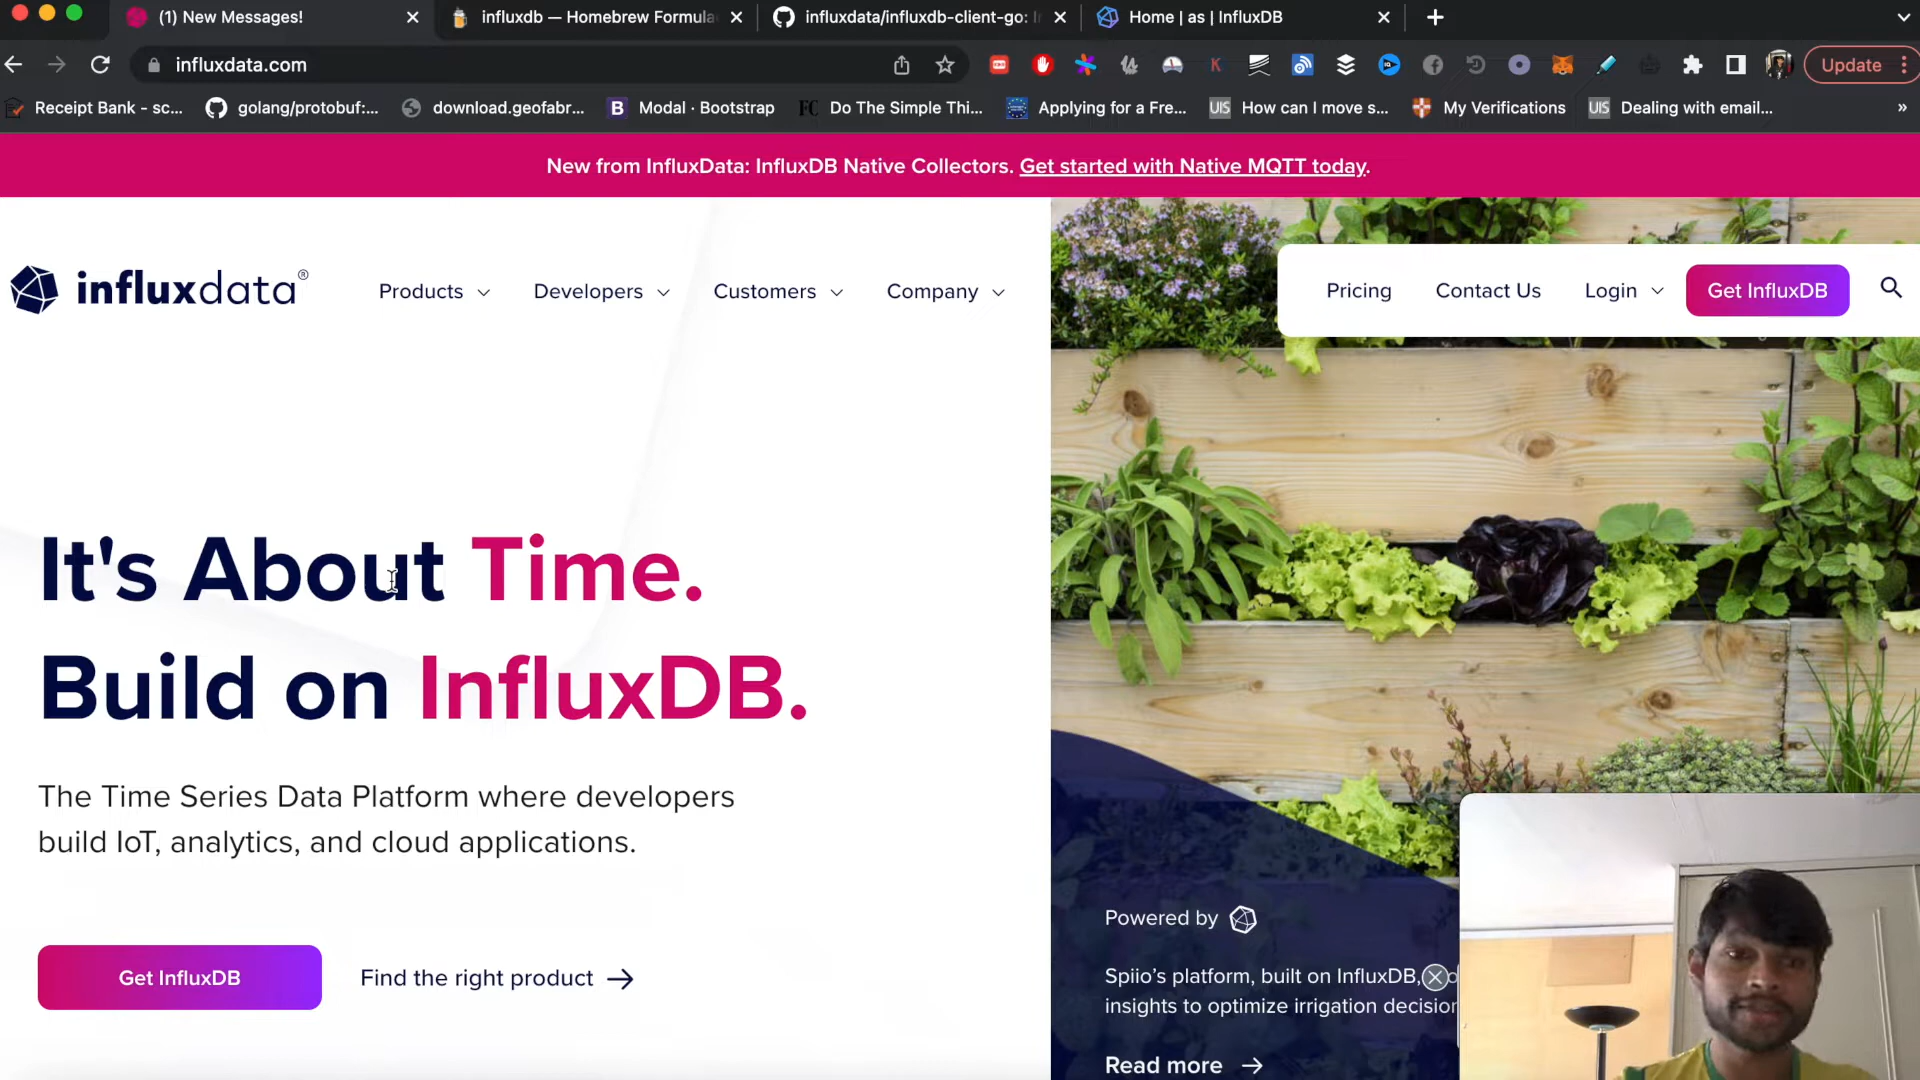 (1) New Messages!
influxdb — Homebrew Formula
influxdata/influxdb-client-go:
Home | as | InfluxDB
influxdata.com
Update
Receipt Bank - sc...
golang/protobuf:...
download.geofabr...
B Modal · Bootstrap
FC Do The Simple Thi...
Applying for a Fre...
UIS How can I move s...
My Verifications
UIS Dealing with email...
»
New from InfluxData: InfluxDB Native Collectors. Get started with Native MQTT today.
influxdata®
Products
Developers
Customers
Company
Pricing
Contact Us
Login
Get InfluxDB
It's About Time.
Build on InfluxDB.
The Time Series Data Platform where developers
build IoT, analytics, and cloud applications.
Get InfluxDB
Find the right product
Powered by
Spiio's platform, built on InfluxDB,
insights to optimize irrigation decision
Read more